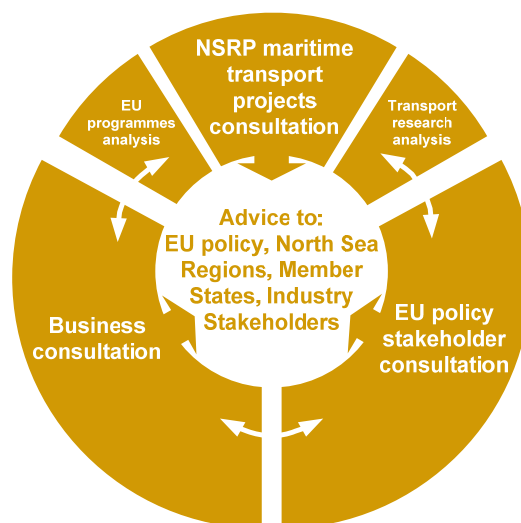 NSRP maritime
transport
projects
consultation
EU
programmes
analysis
Transport
research
analysis
Advice to:
EU policy, North Sea
Regions, Member
States, Industry
Stakeholders
Business
consultation
EU policy
stakeholder
consultation